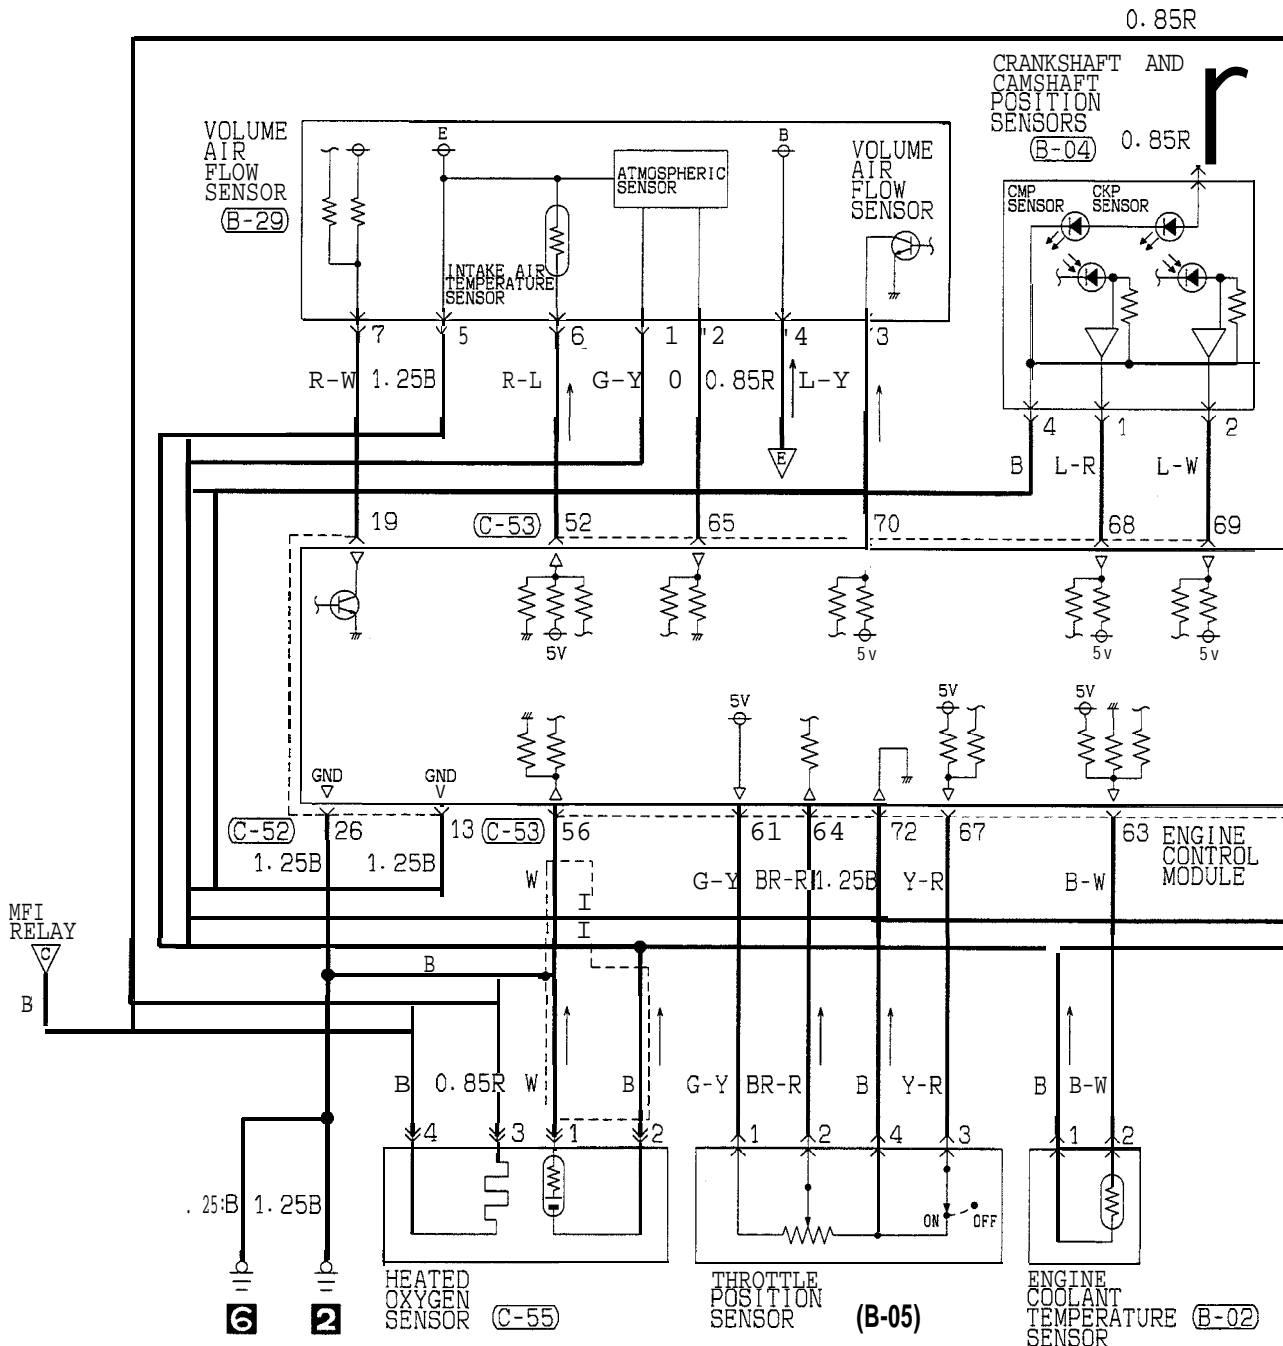 0.85R
CRANKSHAFT AND
CAMSHAFT
POSITION
SENSORS
(B-04)
0.85R
r
VOLUME
AIR
FLOW
SENSOR
(B-29)
E
B
ATMOSPHERIC
SENSOR
VOLUME
AIR
FLOW
SENSOR
CMP
SENSOR
CKP
SENSOR
INTAKE AIR
TEMPERATURE
SENSOR
7 5 6 1 "2 '4 3
R-W 1.25B R-L G-Y O 0.85R L-Y
4 1 2
E
B L-R L-W
19 (C-53) 52 65 70 68 69
5V 5v 5v 5v
5V 5V 5V
GND GND
V
(C-52) 26 13 (C-53) 56 61 64 72 67 63
ENGINE
CONTROL
MODULE
1.25B 1.25B W G-Y BR-R 1.25B Y-R B-W
I
I
MFI
RELAY
C
B
B
B 0.85R W B G-Y BR-R B Y-R B B-W
4 3 1 2 1 2 4 3 1 2
.25:B 1.25B
ON OFF
6 2
HEATED
OXYGEN
SENSOR (C-55)
THROTTLE
POSITION
SENSOR (B-05)
ENGINE
COOLANT
TEMPERATURE (B-02)
SENSOR